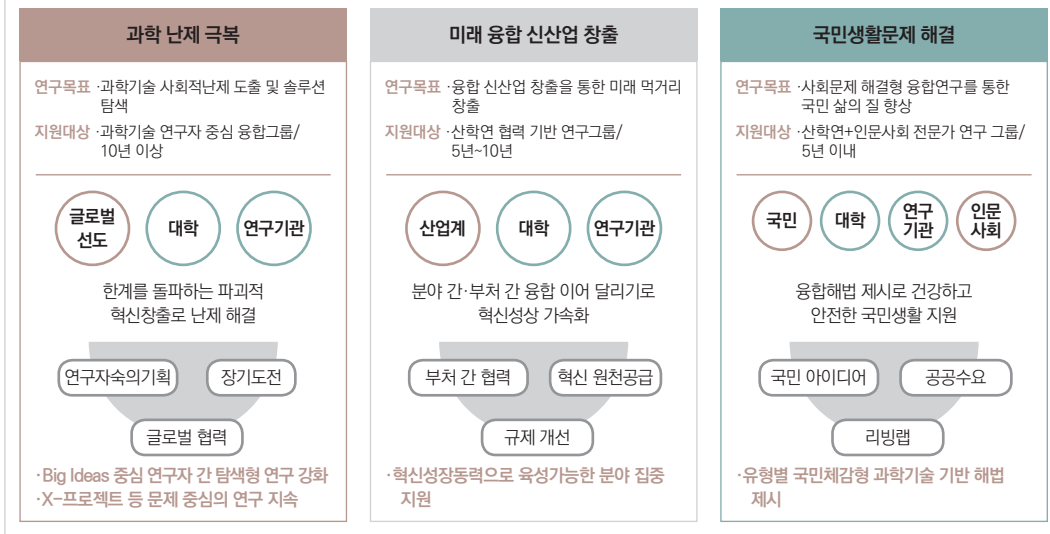 과학 난제 극복
연구목표 ·과학기술 사회적난제 도출 및 솔루션
탐색
지원대상 ·과학기술 연구자 중심 융합그룹/
10년 이상
글로벌
선도
대학
연구기관
한계를 돌파하는 파괴적
혁신창출로 난제 해결
연구자숙의기획
장기도전
글로벌 협력
·Big Ideas 중심 연구자 간 탐색형 연구 강화
·X-프로젝트 등 문제 중심의 연구 지속
미래 융합 신산업 창출
연구목표 ·융합 신산업 창출을 통한 미래 먹거리
창출
지원대상 ·산학연 협력 기반 연구그룹/
5년~10년
산업계
대학
연구기관
분야 간·부처 간 융합 이어 달리기로
혁신성상 가속화
부처 간 협력
혁신 원천공급
규제 개선
·혁신성장동력으로 육성가능한 분야 집중
지원
국민생활문제 해결
연구목표 ·사회문제 해결형 융합연구를 통한
국민 삶의 질 향상
지원대상 ·산학연+인문사회 전문가 연구 그룹/
5년 이내
국민
대학
연구
기관
인문
사회
융합해법 제시로 건강하고
안전한 국민생활 지원
국민 아이디어
공공수요
리빙랩
·유형별 국민체감형 과학기술 기반 해법
제시